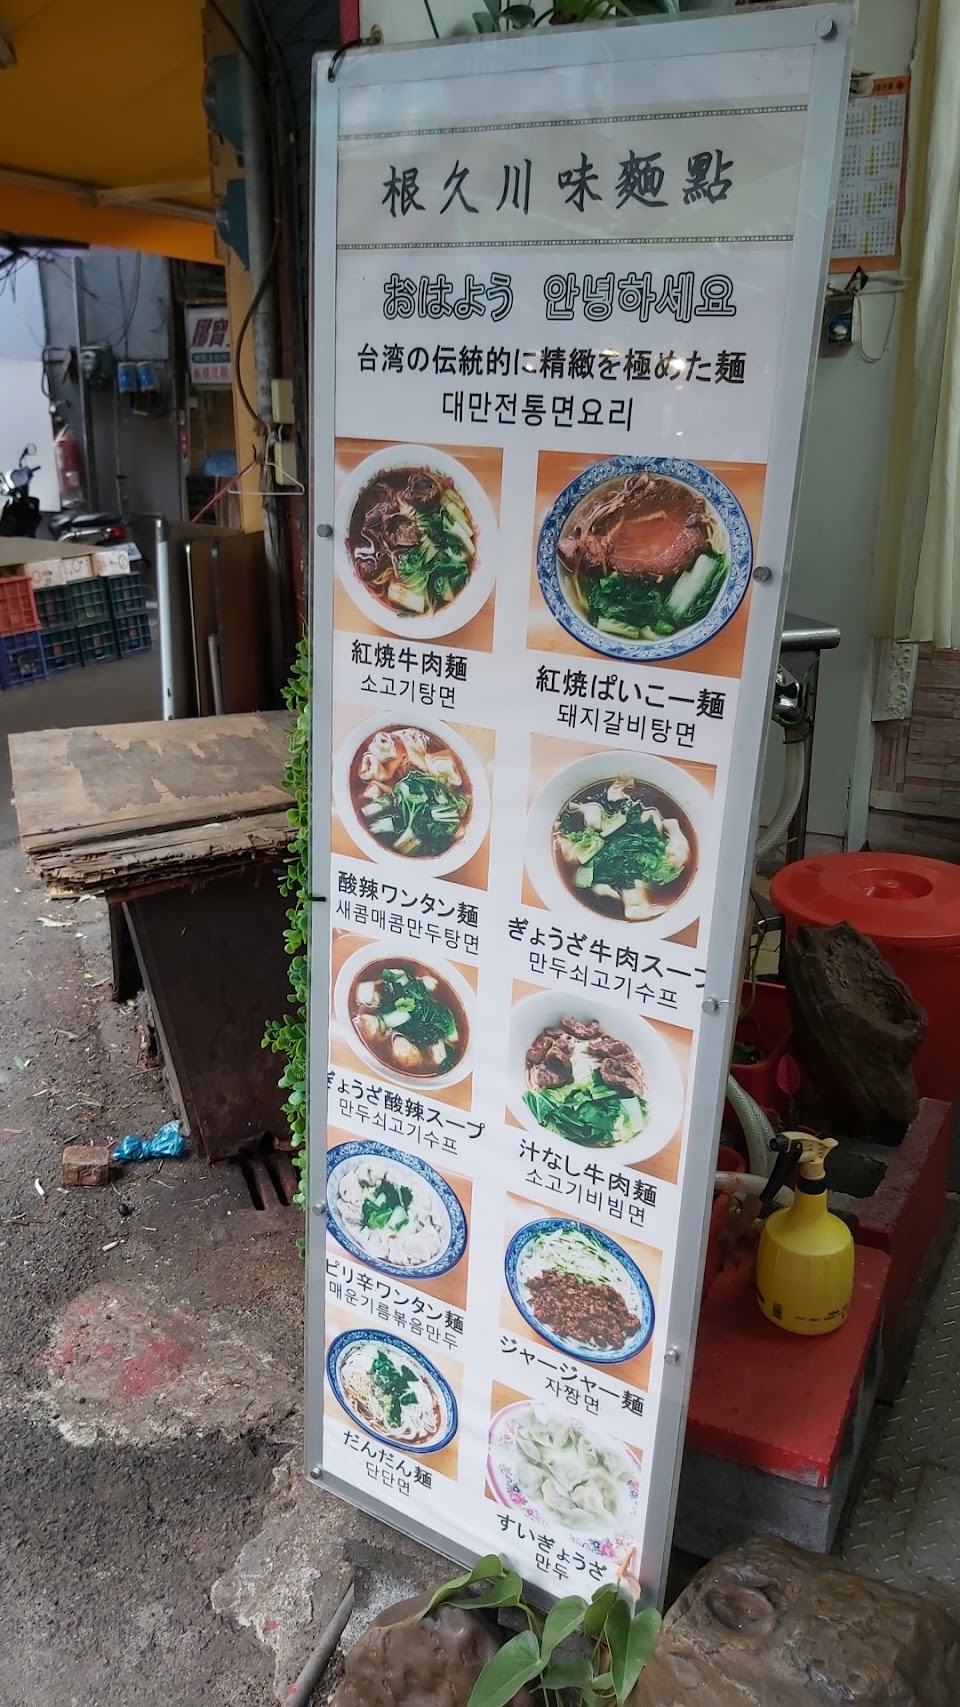 根久川味麵點
おはよう 안녕하세요
台湾の伝統的に精緻を極めた麺
대만전통면요리
紅焼牛肉麺
소고기탕면
紅焼ぱいこー麺
돼지갈비탕면
酸辣ワンタン麺
새콤매콤만두탕면
ぎょうざ牛肉スープ
만두쇠고기수프
ぎょうざ酸辣スープ
만두쇠고기수프
汁なし牛肉麺
소고기비빔면
ピリ辛ワンタン麺
매운기름볶음만두
ジャージャー麺
자짱면
だんだん麺
단단면
すいぎょうざ
만두